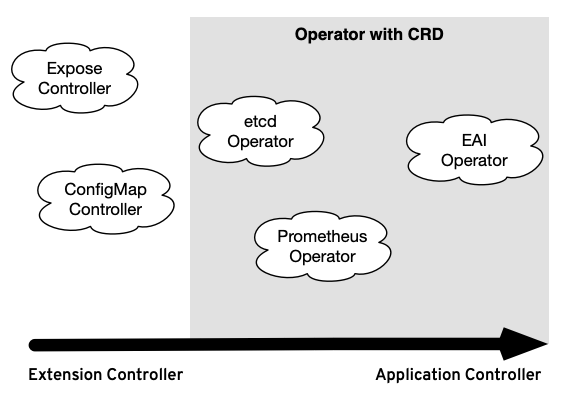 Operator with CRD
Expose
Controller
etcd
Operator
EAI
Operator
ConfigMap
Controller
Prometheus
Operator
Extension Controller
Application Controller